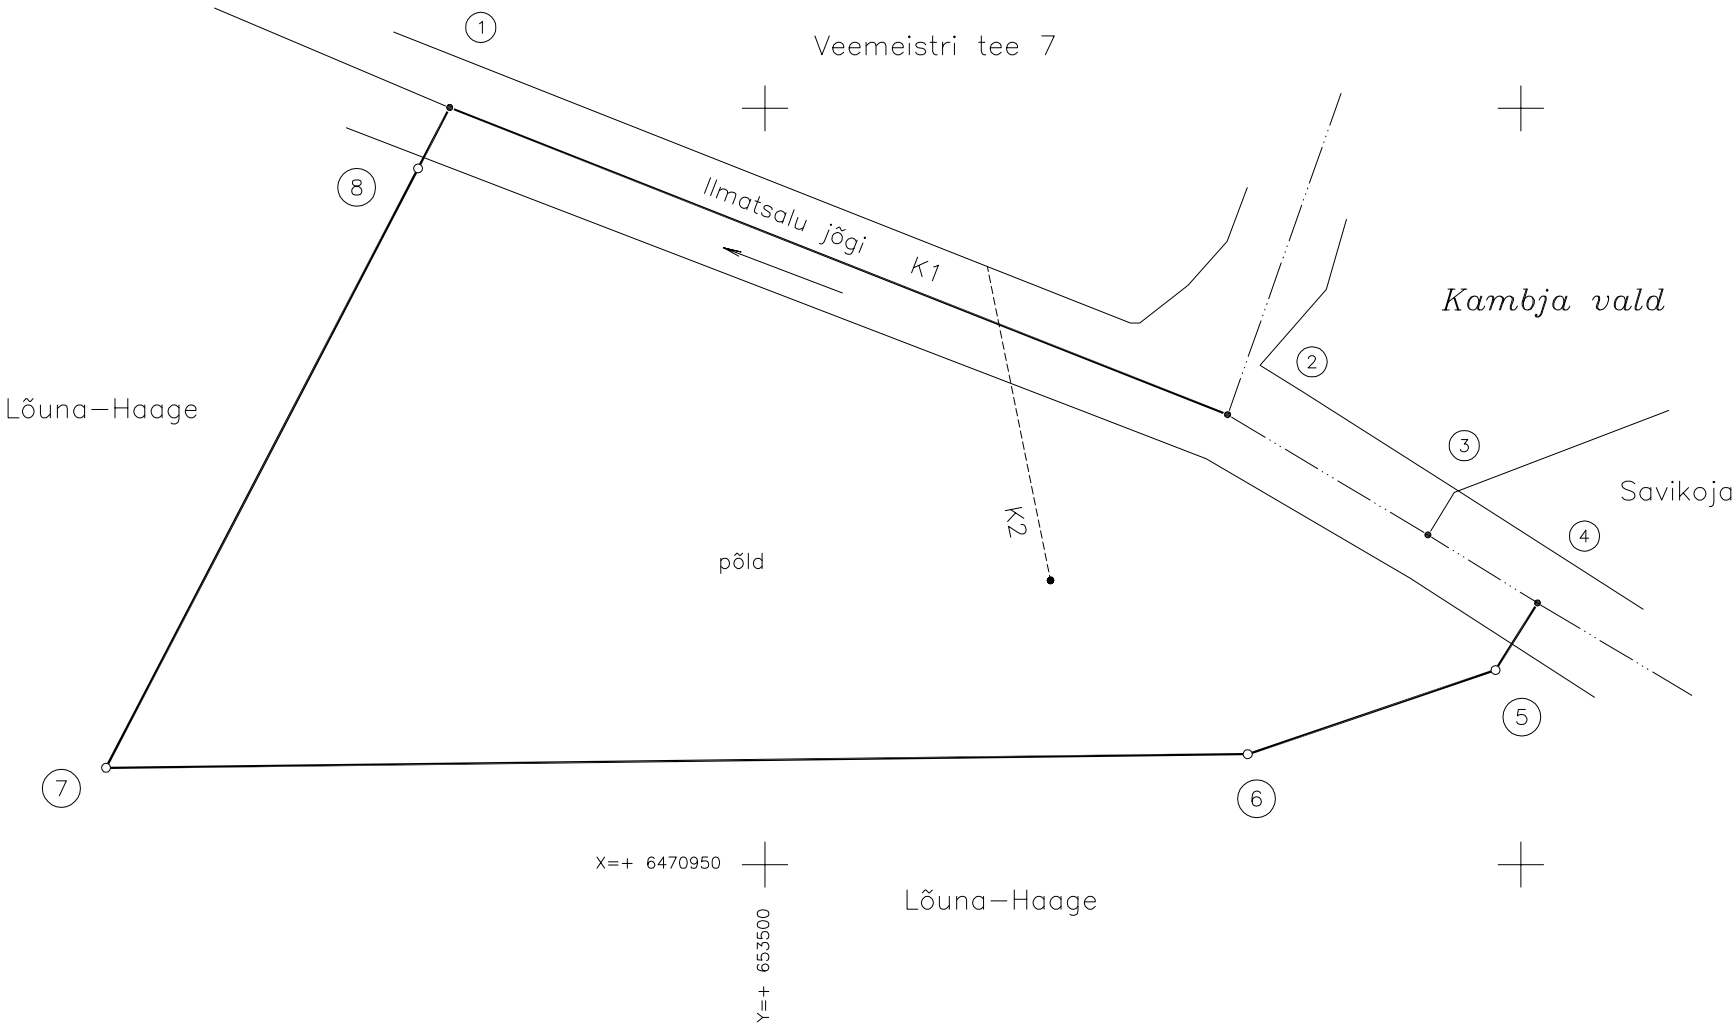 1
Veemeistri tee 7
8
Ilmatsalu jõgi K1
Kambja vald
2
Lõuna-Haage
3
Savikoja
K2
4
põld
5
7
6
X=+ 6470950
Lõuna-Haage
Y=+ 653500